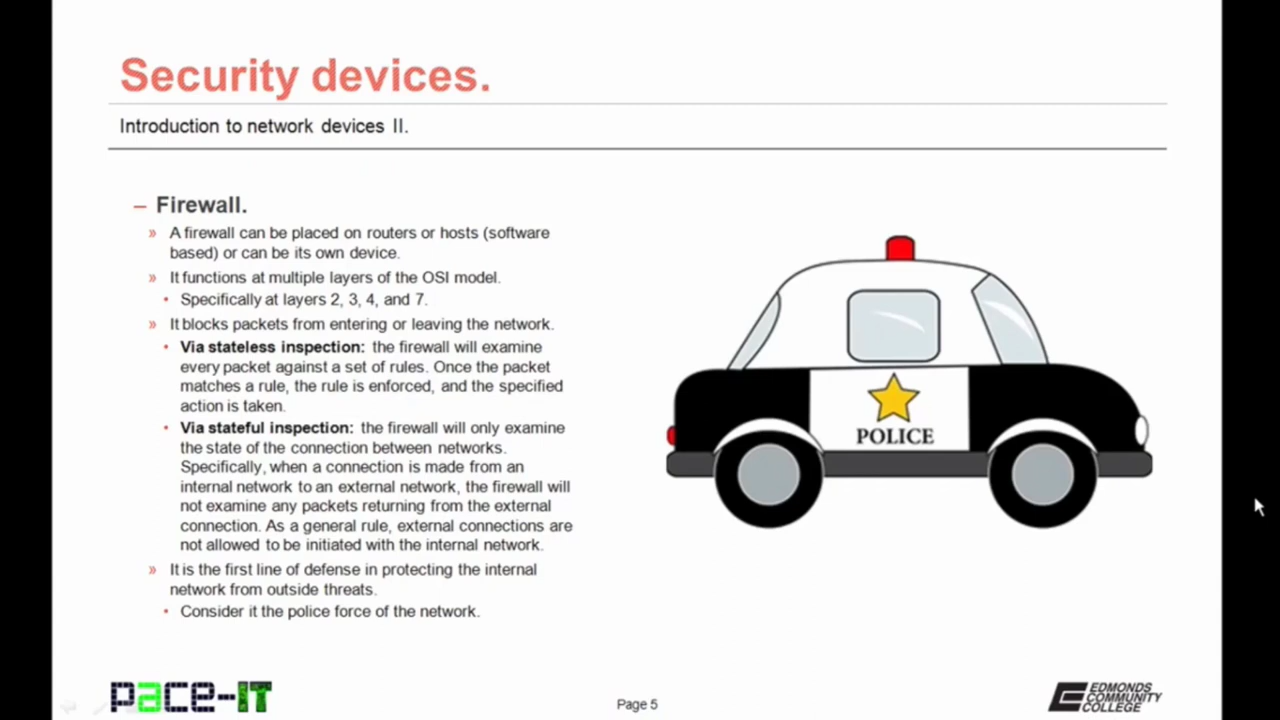 Security devices.
Introduction to network devices II.
– Firewall.
» A firewall can be placed on routers or hosts (software
based) or can be its own device.
» It functions at multiple layers of the OSI model.
• Specifically at layers 2, 3, 4, and 7.
» It blocks packets from entering or leaving the network.
• Via stateless inspection: the firewall will examine
every packet against a set of rules. Once the packet
matches a rule, the rule is enforced, and the specified
action is taken.
• Via stateful inspection: the firewall will only examine
the state of the connection between networks.
Specifically, when a connection is made from an
internal network to an external network, the firewall will
not examine any packets returning from the external
connection. As a general rule, external connections are
not allowed to be initiated with the internal network.
» It is the first line of defense in protecting the internal
network from outside threats.
• Consider it the police force of the network.
POLICE
pace-IT
Page 5
EDMONDS
COMMUNITY
COLLEGE